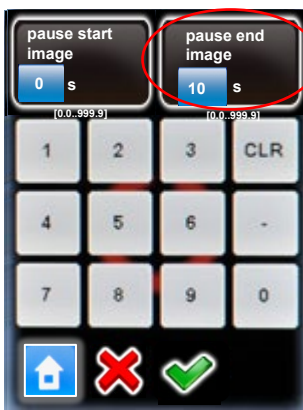 pause start
image
0 s
[0.0..999.9]
pause end
image
10 s
[0.0..999.9]
1 2 3 CLR
4 5 6 -
7 8 9 0